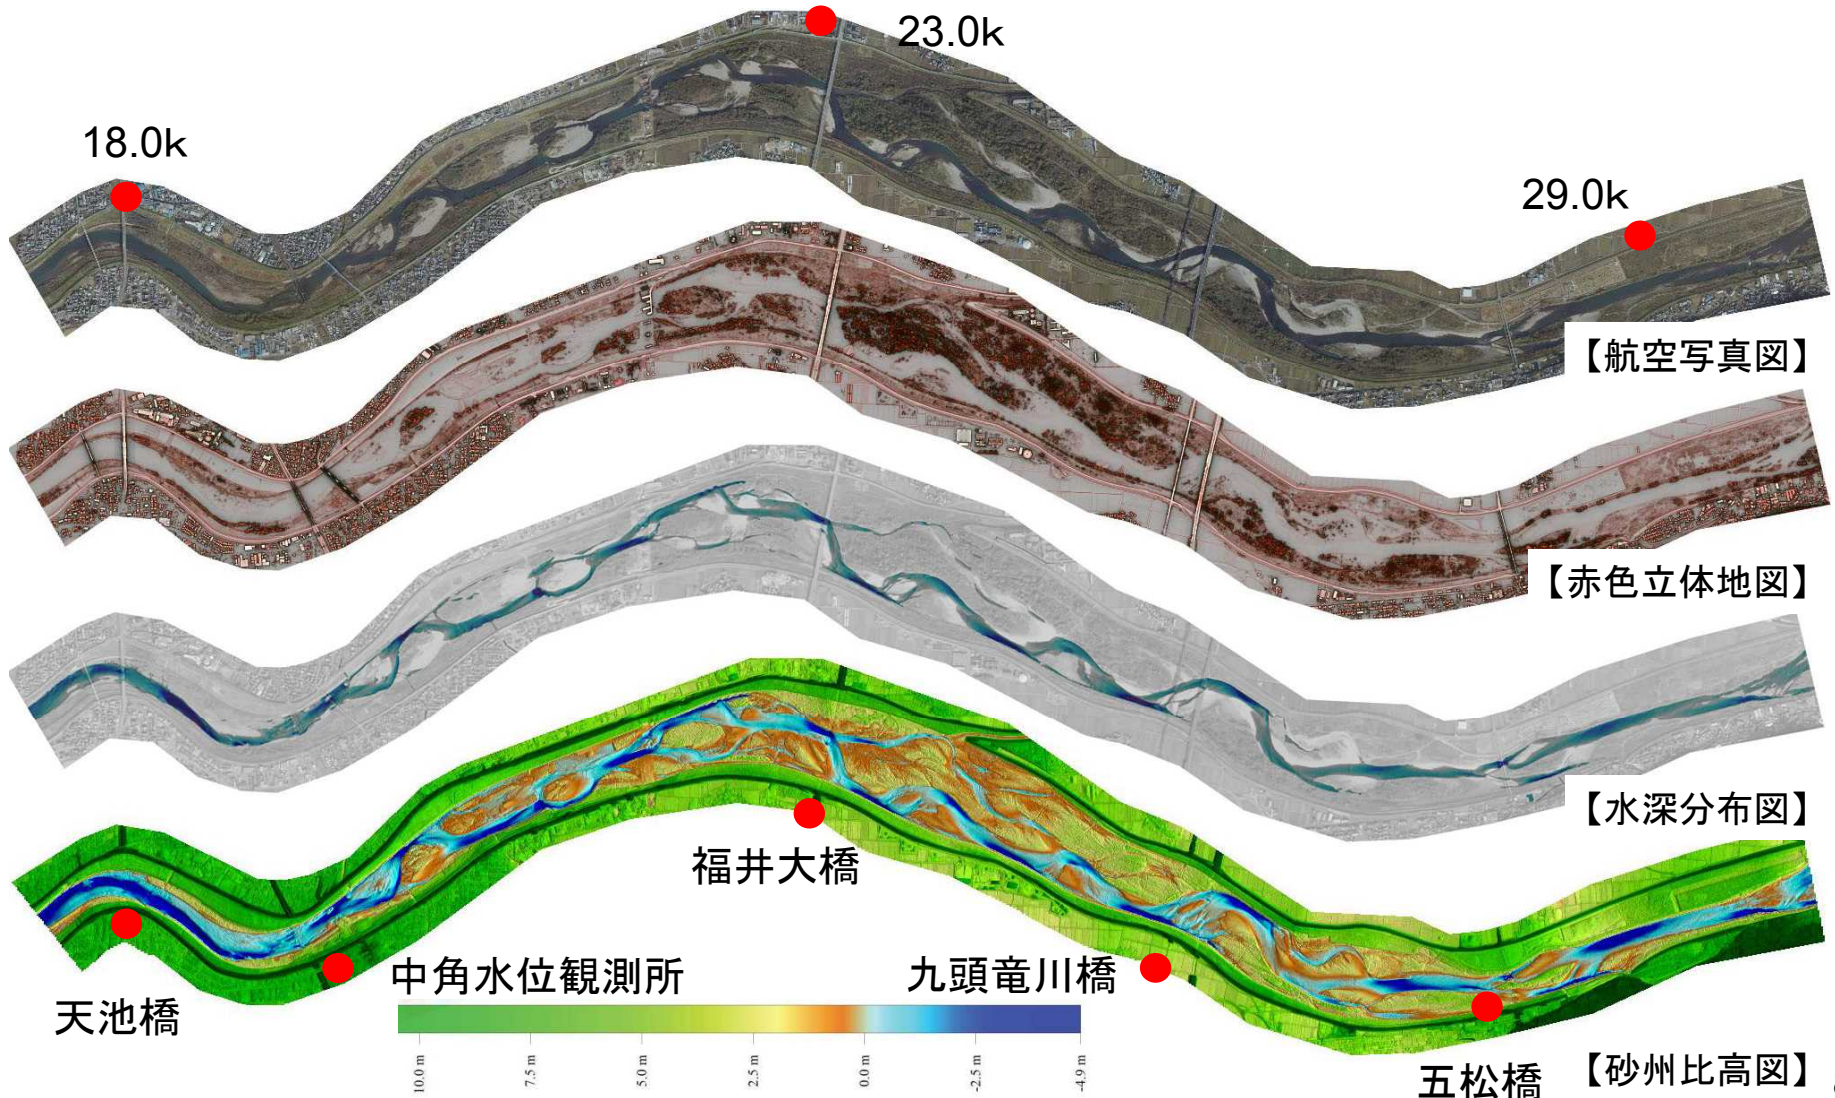 23.0k
18.0k
29.0k
【航空写真図】
【赤色立体地図】
【水深分布図】
福井大橋
中角水位観測所
九頭竜川橋
天池橋
10.0 m
7.5 m
5.0 m
2.5 m
0.0 m
-2.5 m
-4.9 m
五松橋
【砂州比高図】